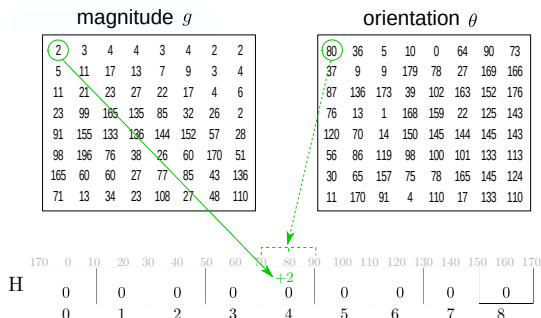 magnitude g orientation θ
2 3 4 4 3 4 2 2 80 36 5 10 0 64 90 73
5 11 17 13 7 9 3 4 37 9 9 179 78 27 169 166
11 21 23 27 22 17 4 6 87 136 173 39 102 163 152 176
23 99 165 135 85 32 26 2 76 13 1 168 159 22 125 143
91 155 133 136 144 152 57 28 120 70 14 150 145 144 145 143
98 196 76 38 26 60 170 51 56 86 119 98 100 101 133 113
165 60 60 27 77 85 43 136 30 65 157 75 78 165 145 124
71 13 34 23 108 27 48 110 11 170 91 4 110 17 133 110
170 0 10 20 30 40 50 60 70 80 90 100 110 120 130 140 150 160 170
+2
H 0 0 0 0 0 0 0 0 0
0 1 2 3 4 5 6 7 8